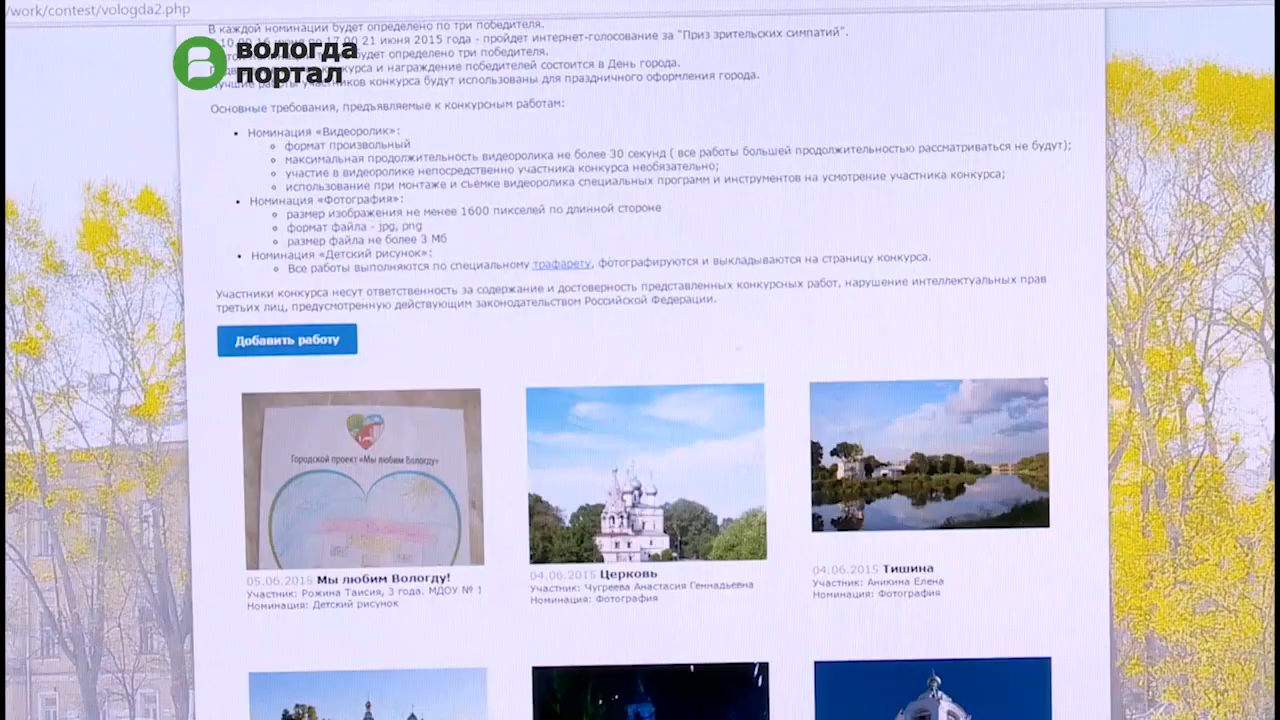 /work/contest/vologda2.php
В каждой номинации будет определено по три победителя.
17.00 21 июня 2015 года - пройдет интернет-голосование за "Приз зрительских симпатий".
будет определено три победителя.
конкурса и награждение победителей состоится в День города.
Лучшие работы участников конкурса будут использованы для праздничного оформления города.
вологда
портал
Основные требования, предъявляемые к конкурсным работам:
Номинация «Видеоролик»:
формат произвольный
максимальная продолжительность видеоролика не более 30 секунд ( все работы большей продолжительностью рассматриваться не будут);
участие в видеоролике непосредственно участника конкурса необязательно;
использование при монтаже и съёмке видеоролика специальных программ и инструментов на усмотрение участника конкурса;
Номинация «Фотография»:
размер изображения не менее 1600 пикселей по длинной стороне
формат файла - jpg, png
размер файла не более 3 Мб
Номинация «Детский рисунок»:
Все работы выполняются по специальному трафарету, фотографируются и выкладываются на страницу конкурса.
Участники конкурса несут ответственность за содержание и достоверность представленных конкурсных работ, нарушение интеллектуальных прав
третьих лиц, предусмотренную действующим законодательством Российской Федерации.
Добавить работу
Городской проект «Мы любим Вологду»
05.06.2015 Мы любим Вологду!
Участник: Рожина Таисия, 3 года. МДОУ № 1
Номинация: Детский рисунок
04.06.2015 Церковь
Участник: Чугреева Анастасия Геннадьевна
Номинация: Фотография
04.06.2015 Тишина
Участник: Аникина Елена
Номинация: Фотография